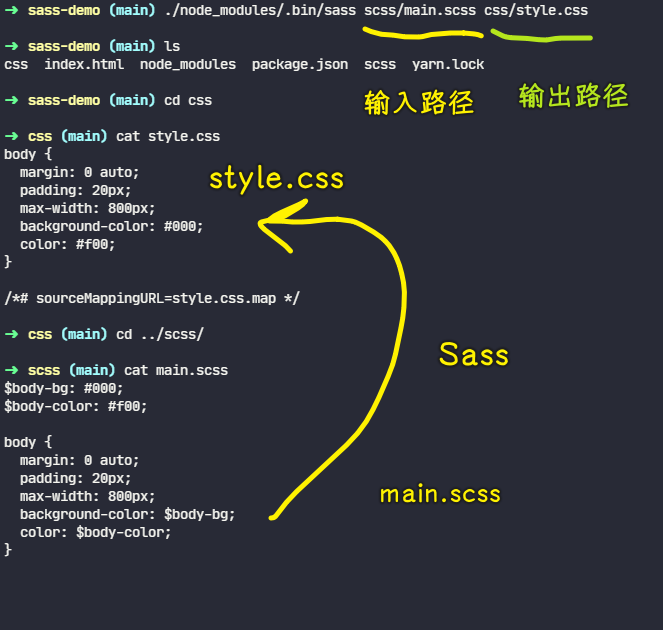 ➜ sass-demo (main) ./node_modules/.bin/sass scss/main.scss css/style.css
➜ sass-demo (main) ls
css index.html node_modules package.json scss yarn.lock
➜ sass-demo (main) cd css
输入路径
输出路径
➜ css (main) cat style.css
body {
margin: 0 auto;
padding: 20px;
max-width: 800px;
background-color: #000;
color: #f00;
}
style.css
/*# sourceMappingURL=style.css.map */
➜ css (main) cd ../scss/
Sass
➜ scss (main) cat main.scss
$body-bg: #000;
$body-color: #f00;
body {
margin: 0 auto;
padding: 20px;
max-width: 800px;
background-color: $body-bg;
color: $body-color;
}
main.scss